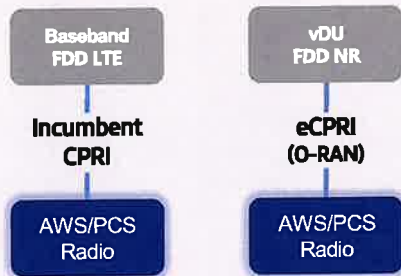 Baseband
FDD LTE
Incumbent
CPRI
AWS/PCS
Radio
vDU
FDD NR
eCPRI
(O-RAN)
AWS/PCS
Radio